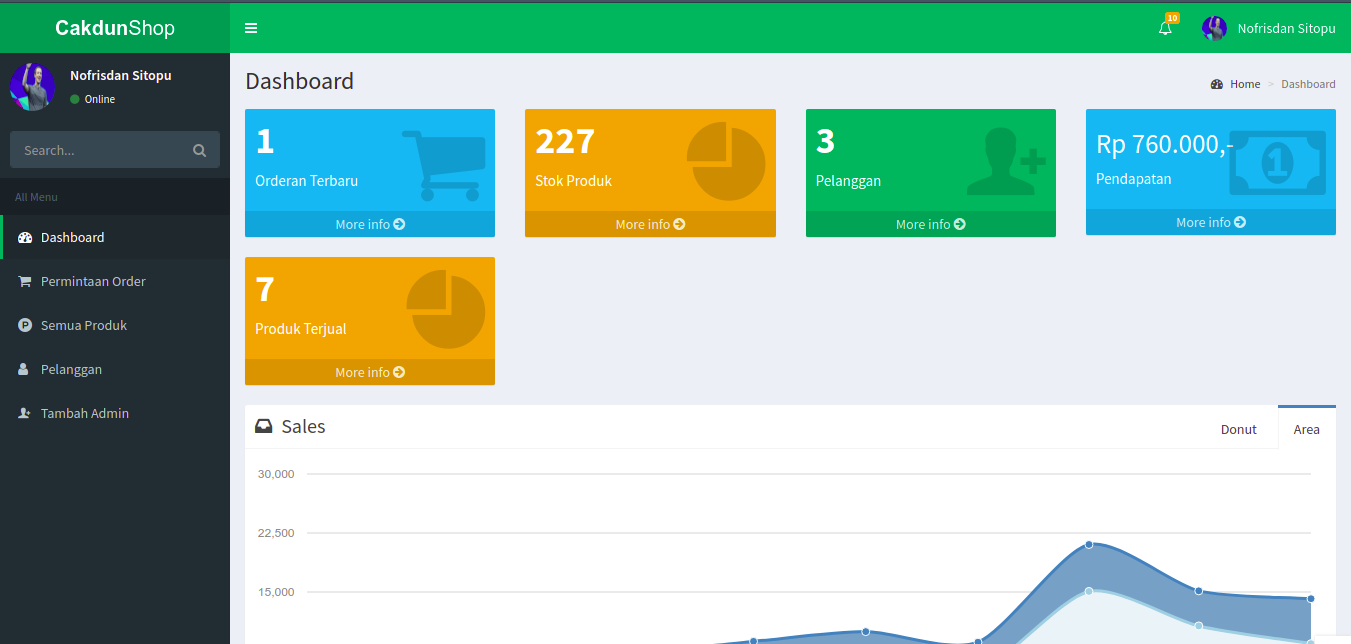 CakdunShop
10
Nofrisdan Sitopu
Nofrisdan Sitopu
Online
Search...
All Menu
Dashboard
Permintaan Order
Semua Produk
Pelanggan
Tambah Admin
Dashboard
Home > Dashboard
1
Orderan Terbaru
More info
227
Stok Produk
More info
3
Pelanggan
More info
Rp 760.000,-
Pendapatan
More info
7
Produk Terjual
More info
Sales
Donut
Area
30,000
22,500
15,000